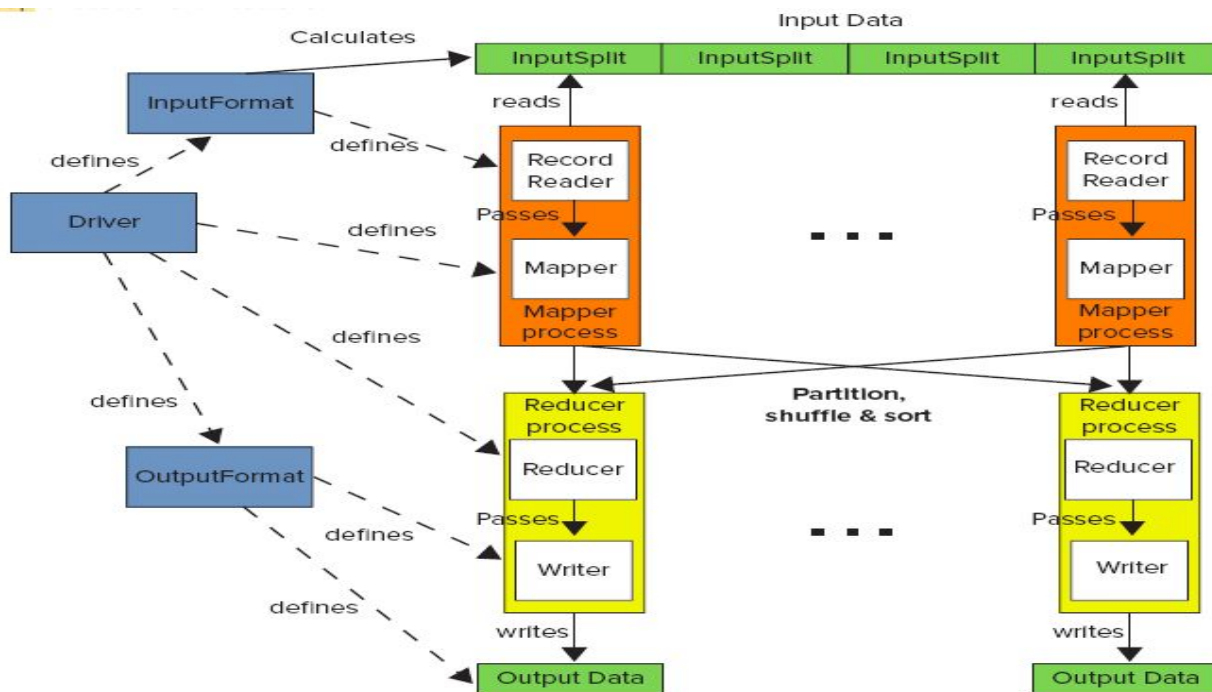 Input Data
Calculates
InputSplit InputSplit InputSplit InputSplit
InputFormat
reads
reads
defines
defines
Record
Reader
Record
Reader
Driver
Passes
Passes
defines
Mapper
Mapper
Mapper
process
Mapper
process
defines
Partition,
shuffle & sort
defines
Reducer
process
Reducer
process
Reducer
Reducer
OutputFormat
Passes
Passes
defines
Writer
Writer
defines
writes
writes
Output Data
Output Data